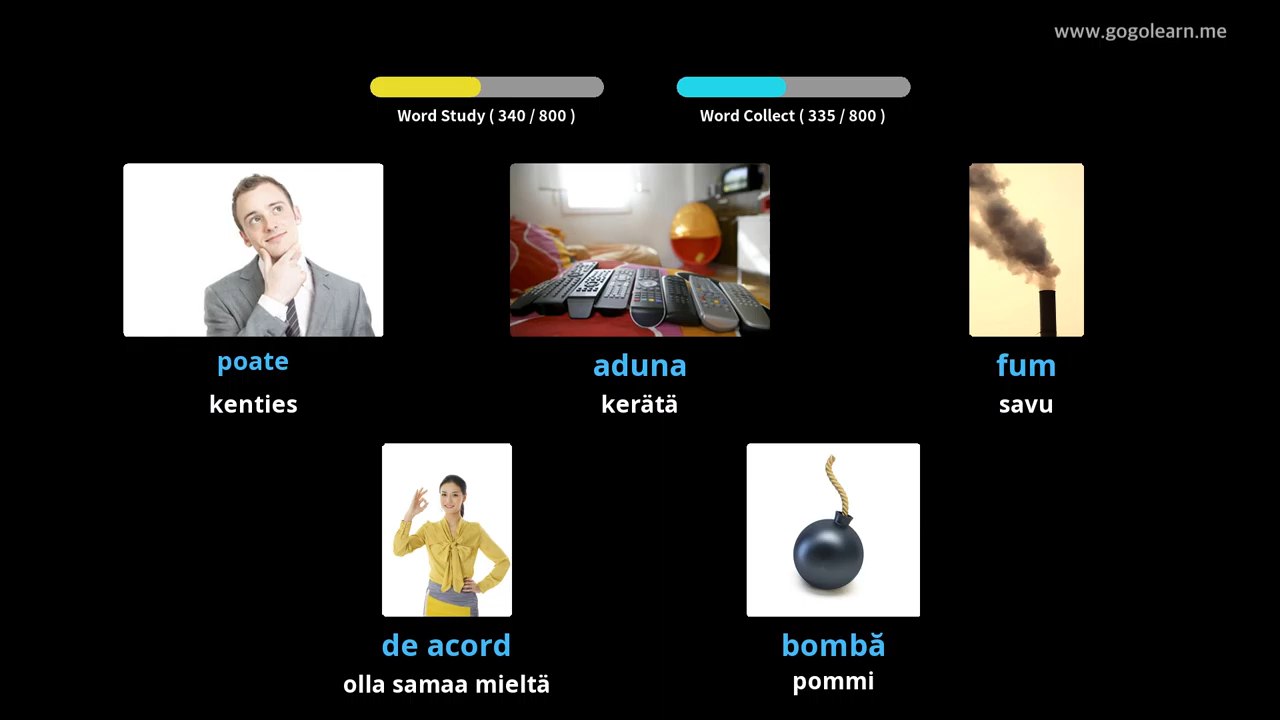 www.gogolearn.me
Word Study ( 340 / 800 )
Word Collect ( 335 / 800 )
poate
kenties
aduna
kerätä
fum
savu
de acord
olla samaa mieltä
bombă
pommi